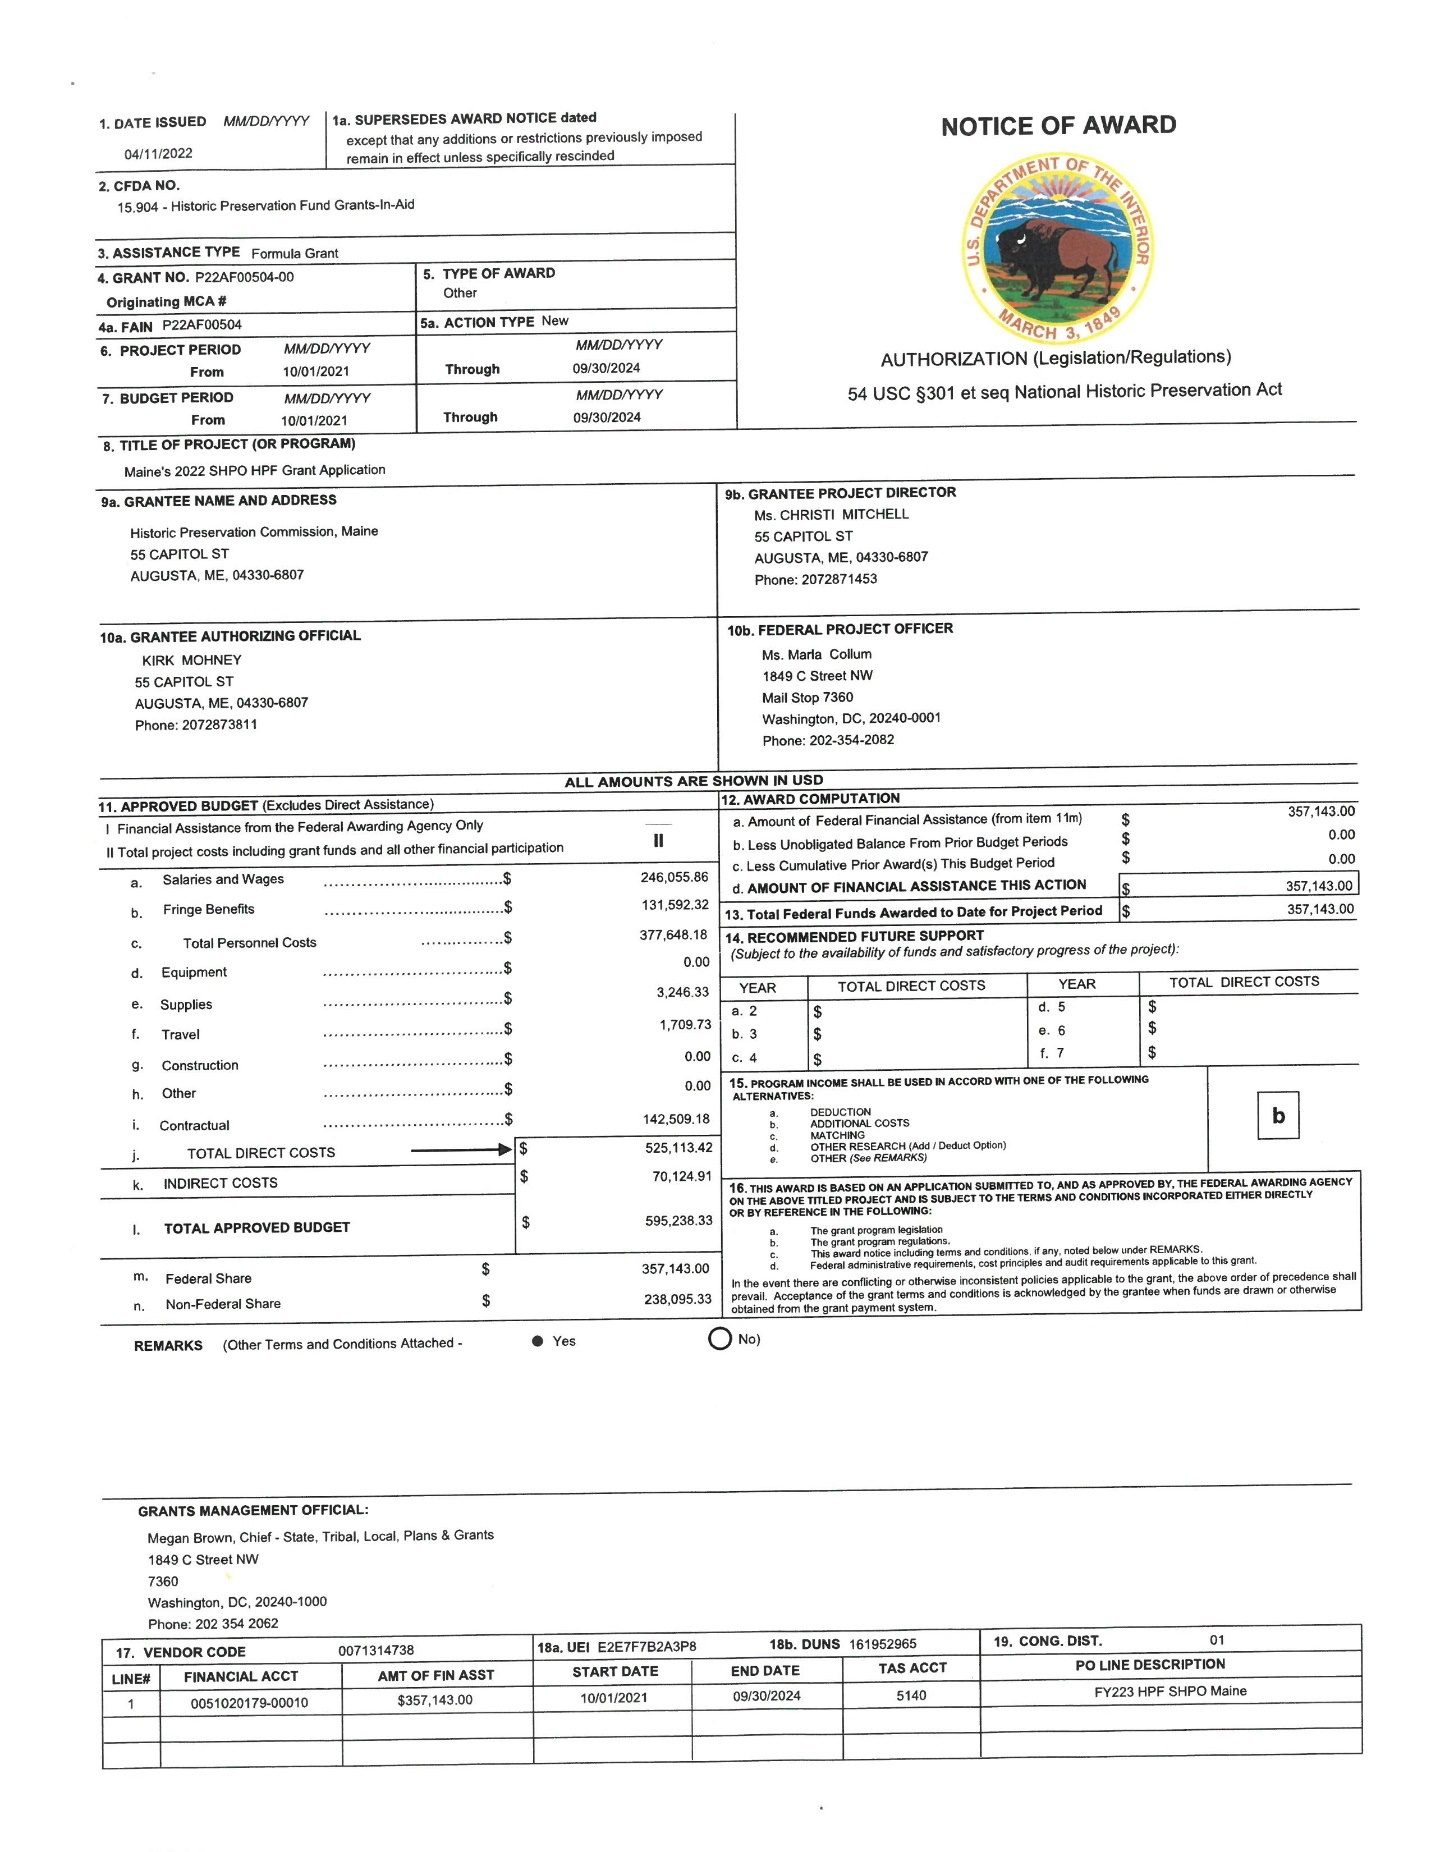 1. DATE ISSUED MM/DD/YYYY
04/11/2022
1a. SUPERSEDES AWARD NOTICE dated
except that any additions or restrictions previously imposed
remain in effect unless specifically rescinded
2. CFDA NO.
15.904 - Historic Preservation Fund Grants-In-Aid
3. ASSISTANCE TYPE Formula Grant
4. GRANT NO. P22AF00504-00
Originating MCA #
5. TYPE OF AWARD
Other
4a. FAIN P22AF00504
5a. ACTION TYPE New
6. PROJECT PERIOD MM/DD/YYYY MM/DD/YYYY
From 10/01/2021 Through 09/30/2024
7. BUDGET PERIOD MM/DD/YYYY MM/DD/YYYY
From 10/01/2021 Through 09/30/2024
NOTICE OF AWARD
U.S. DEPARTMENT OF THE INTERIOR
MARCH 3, 1849
AUTHORIZATION (Legislation/Regulations)
54 USC §301 et seq National Historic Preservation Act
8. TITLE OF PROJECT (OR PROGRAM)
Maine's 2022 SHPO HPF Grant Application
9a. GRANTEE NAME AND ADDRESS
Historic Preservation Commission, Maine
55 CAPITOL ST
AUGUSTA, ME, 04330-6807
9b. GRANTEE PROJECT DIRECTOR
Ms. CHRISTI MITCHELL
55 CAPITOL ST
AUGUSTA, ME, 04330-6807
Phone: 2072871453
10a. GRANTEE AUTHORIZING OFFICIAL
KIRK MOHNEY
55 CAPITOL ST
AUGUSTA, ME, 04330-6807
Phone: 2072873811
10b. FEDERAL PROJECT OFFICER
Ms. Marla Collum
1849 C Street NW
Mail Stop 7360
Washington, DC, 20240-0001
Phone: 202-354-2082
ALL AMOUNTS ARE SHOWN IN USD
11. APPROVED BUDGET (Excludes Direct Assistance)
I Financial Assistance from the Federal Awarding Agency Only
II Total project costs including grant funds and all other financial participation
II
a. Salaries and Wages ..............................$ 246,055.86
b. Fringe Benefits ..............................$ 131,592.32
c. Total Personnel Costs ..............$ 377,648.18
d. Equipment ..............................$ 0.00
e. Supplies ..............................$ 3,246.33
f. Travel ..............................$ 1,709.73
g. Construction ..............................$ 0.00
h. Other ..............................$ 0.00
i. Contractual ..............................$ 142,509.18
j. TOTAL DIRECT COSTS $ 525,113.42
k. INDIRECT COSTS $ 70,124.91
l. TOTAL APPROVED BUDGET $ 595,238.33
m. Federal Share $ 357,143.00
n. Non-Federal Share $ 238,095.33
12. AWARD COMPUTATION
a. Amount of Federal Financial Assistance (from item 11m) $ 357,143.00
b. Less Unobligated Balance From Prior Budget Periods $ 0.00
c. Less Cumulative Prior Award(s) This Budget Period $ 0.00
d. AMOUNT OF FINANCIAL ASSISTANCE THIS ACTION $ 357,143.00
13. Total Federal Funds Awarded to Date for Project Period $ 357,143.00
14. RECOMMENDED FUTURE SUPPORT
(Subject to the availability of funds and satisfactory progress of the project):
YEAR TOTAL DIRECT COSTS YEAR TOTAL DIRECT COSTS
a. 2 $ d. 5 $
b. 3 $ e. 6 $
c. 4 $ f. 7 $
15. PROGRAM INCOME SHALL BE USED IN ACCORD WITH ONE OF THE FOLLOWING
ALTERNATIVES:
a. DEDUCTION
b. ADDITIONAL COSTS
c. MATCHING
d. OTHER RESEARCH (Add / Deduct Option)
e. OTHER (See REMARKS)
b
16. THIS AWARD IS BASED ON AN APPLICATION SUBMITTED TO, AND AS APPROVED BY, THE FEDERAL AWARDING AGENCY
ON THE ABOVE TITLED PROJECT AND IS SUBJECT TO THE TERMS AND CONDITIONS INCORPORATED EITHER DIRECTLY
OR BY REFERENCE IN THE FOLLOWING:
a. The grant program legislation
b. The grant program regulations.
c. This award notice including terms and conditions, if any, noted below under REMARKS.
d. Federal administrative requirements, cost principles and audit requirements applicable to this grant.
In the event there are conflicting or otherwise inconsistent policies applicable to the grant, the above order of precedence shall
prevail. Acceptance of the grant terms and conditions is acknowledged by the grantee when funds are drawn or otherwise
obtained from the grant payment system.
REMARKS (Other Terms and Conditions Attached - Yes No)
GRANTS MANAGEMENT OFFICIAL:
Megan Brown, Chief - State, Tribal, Local, Plans & Grants
1849 C Street NW
7360
Washington, DC, 20240-1000
Phone: 202 354 2062
17. VENDOR CODE 0071314738 18a. UEI E2E7F7B2A3P8 18b. DUNS 161952965 19. CONG. DIST. 01
LINE# FINANCIAL ACCT AMT OF FIN ASST START DATE END DATE TAS ACCT PO LINE DESCRIPTION
1 0051020179-00010 $357,143.00 10/01/2021 09/30/2024 5140 FY223 HPF SHPO Maine